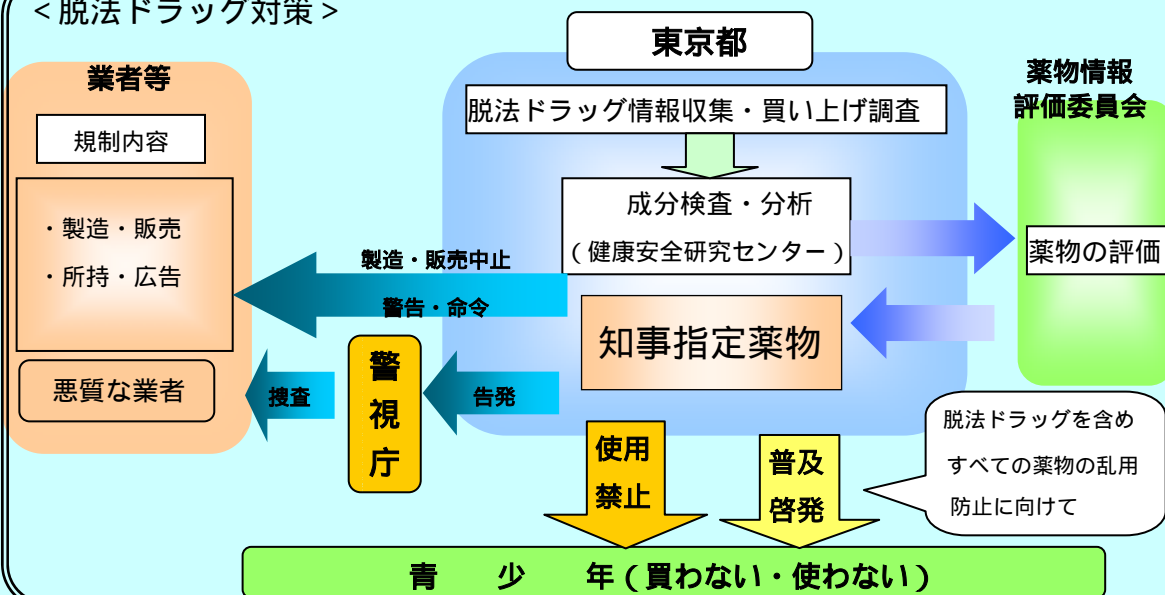 <脱法ドラッグ対策>
東京都
業者等
薬物情報
評価委員会
規制内容
脱法ドラッグ情報収集・買い上げ調査
・製造・販売
・所持・広告
成分検査・分析
(健康安全研究センター)
薬物の評価
製造・販売中止
警告・命令
知事指定薬物
悪質な業者
捜査
警
視
庁
告発
使用
禁止
普及
啓発
脱法ドラッグを含め
すべての薬物の乱用
防止に向けて
青 少 年(買わない・使わない)